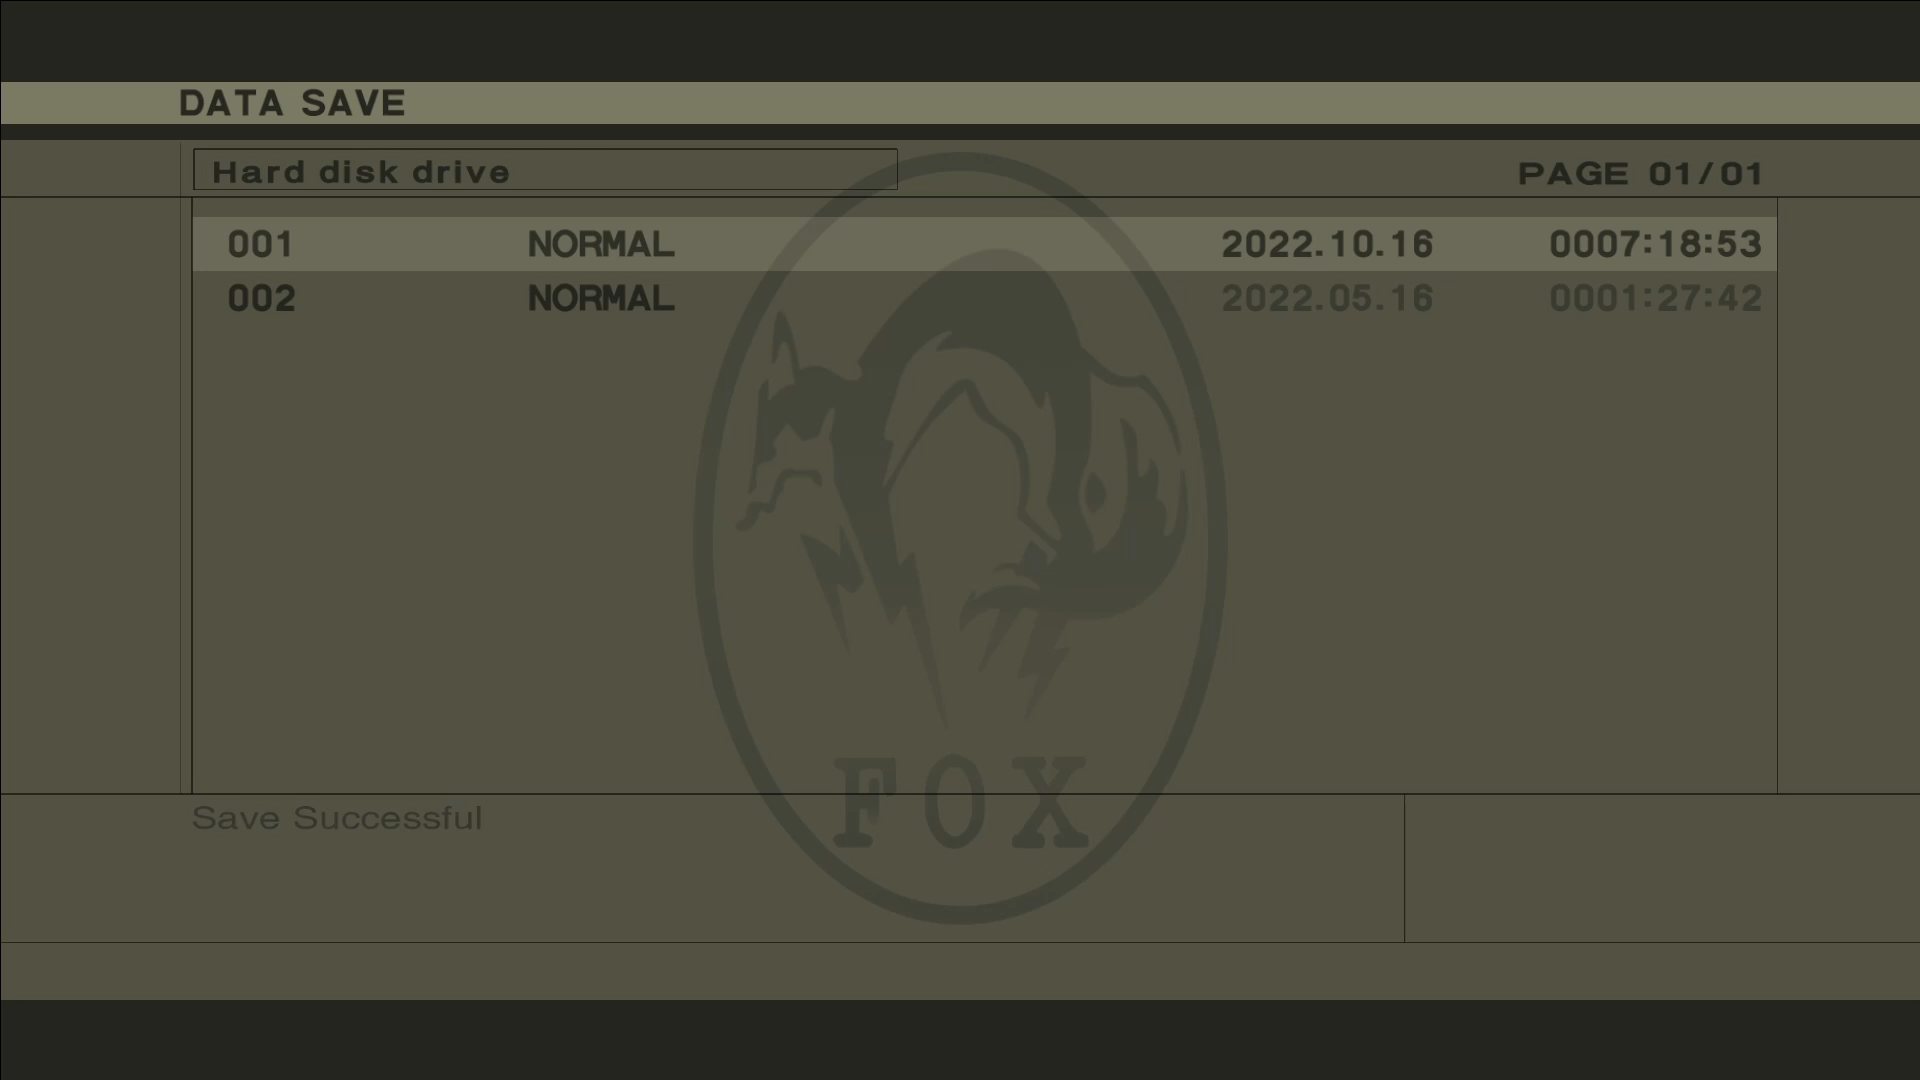 DATA SAVE
Hard disk drive PAGE 01/01
001 NORMAL 2022.10.16 0007:18:53
002 NORMAL 2022.05.16 0001:27:42
FOX
Save Successful